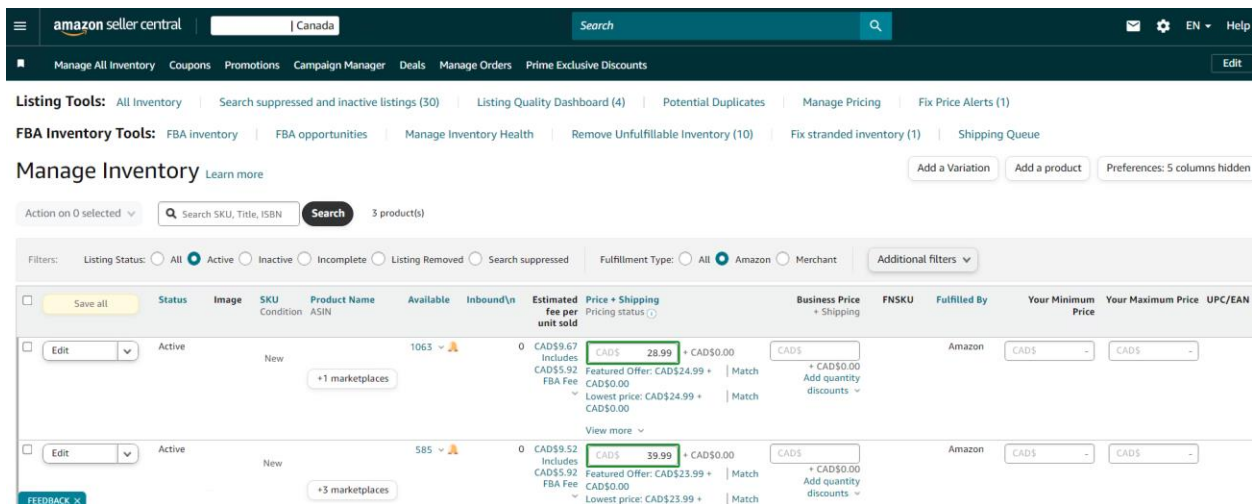 amazon seller central | Canada Search EN Help
Manage All Inventory Coupons Promotions Campaign Manager Deals Manage Orders Prime Exclusive Discounts Edit
Listing Tools: All Inventory Search suppressed and inactive listings (30) Listing Quality Dashboard (4) Potential Duplicates Manage Pricing Fix Price Alerts (1)
FBA Inventory Tools: FBA inventory FBA opportunities Manage Inventory Health Remove Unfulfillable Inventory (10) Fix stranded inventory (1) Shipping Queue
Manage Inventory Learn more Add a Variation Add a product Preferences: 5 columns hidden
Action on 0 selected Search SKU, Title, ISBN Search 3 product(s)
Filters: Listing Status: All Active Inactive Incomplete Listing Removed Search suppressed Fulfillment Type: All Amazon Merchant Additional filters
Save all Status Image SKU Product Name Available Inbound\n Estimated Price + Shipping Business Price FNSKU Fulfilled By Your Minimum Your Maximum Price UPC/EAN
Condition ASIN fee per Pricing status + Shipping Price
unit sold
Edit Active 1063 0 CAD$9.67 CAD$ 28.99 + CAD$0.00 CAD$ Amazon CAD$ - CAD$ -
New Includes + CAD$0.00
+1 marketplaces CAD$5.92 Featured Offer: CAD$24.99 + | Match Add quantity
FBA Fee CAD$0.00 discounts
Lowest price: CAD$24.99 + | Match
CAD$0.00
View more
Edit Active 585 0 CAD$9.52 CAD$ 39.99 + CAD$0.00 CAD$ Amazon CAD$ - CAD$ -
New Includes + CAD$0.00
+3 marketplaces CAD$5.92 Featured Offer: CAD$23.99 + | Match Add quantity
FBA Fee CAD$0.00 discounts
FEEDBACK × Lowest price: CAD$23.99 + | Match